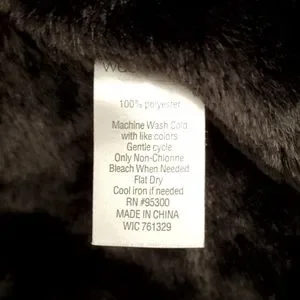 100% polyester
Machine Wash Cold
with like colors
Gentle cycle
Only Non-Chlorine
Bleach When Needed
Flat Dry
Cool iron if needed
RN #95300
MADE IN CHINA
WIC 761329